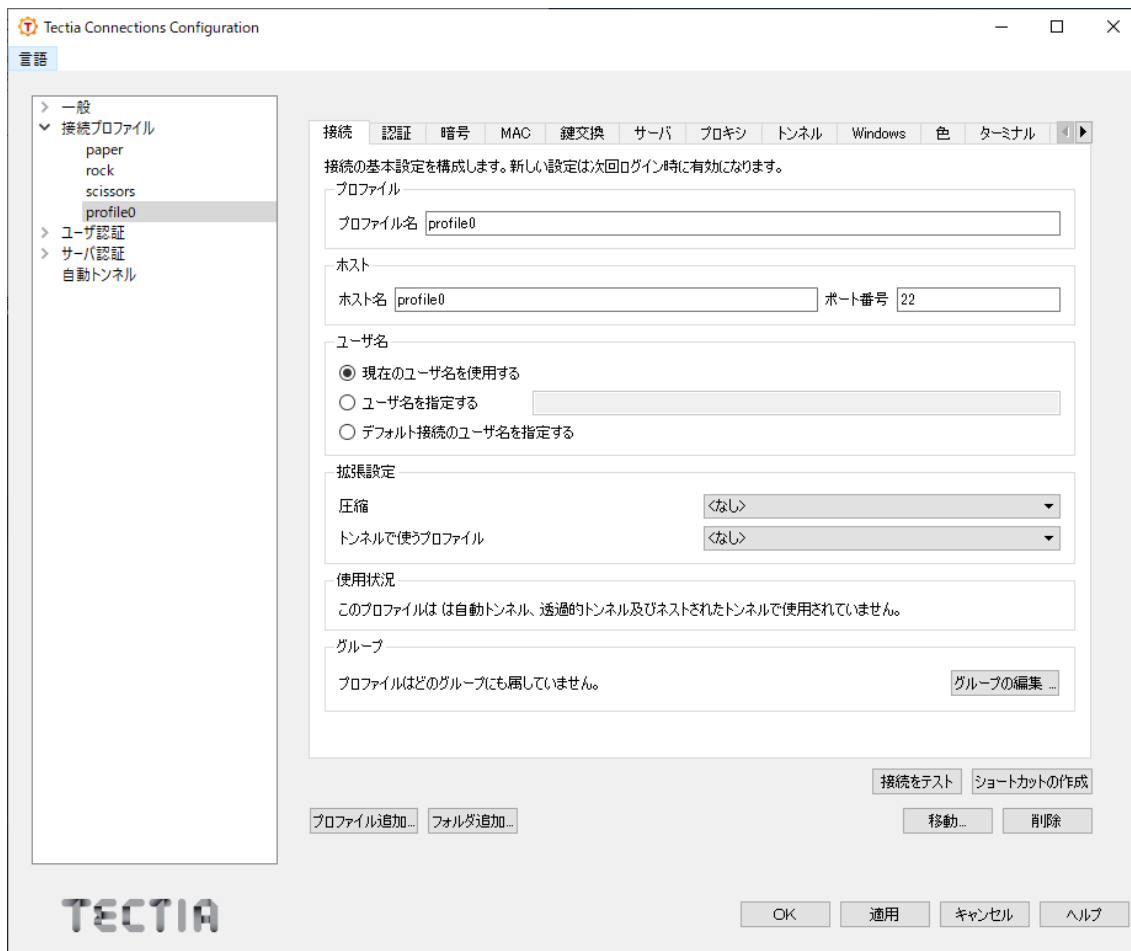 Tectia Connections Configuration
言語
一般
接続プロファイル
paper
rock
scissors
profile0
ユーザ認証
サーバ認証
自動トンネル
接続 認証 暗号 MAC 鍵交換 サーバ プロキシ トンネル Windows 色 ターミナル
接続の基本設定を構成します。新しい設定は次回ログイン時に有効になります。
プロファイル
プロファイル名 profile0
ホスト
ホスト名 profile0 ポート番号 22
ユーザ名
現在のユーザ名を使用する
ユーザ名を指定する
デフォルト接続のユーザ名を指定する
拡張設定
圧縮 <なし>
トンネルで使うプロファイル <なし>
使用状況
このプロファイルは は自動トンネル、透過的トンネル及びネストされたトンネルで使用されていません。
グループ
プロファイルはどのグループにも属していません。 グループの編集 ...
接続をテスト ショートカットの作成
プロファイル追加... フォルダ追加... 移動... 削除
TECTIA
OK 適用 キャンセル ヘルプ